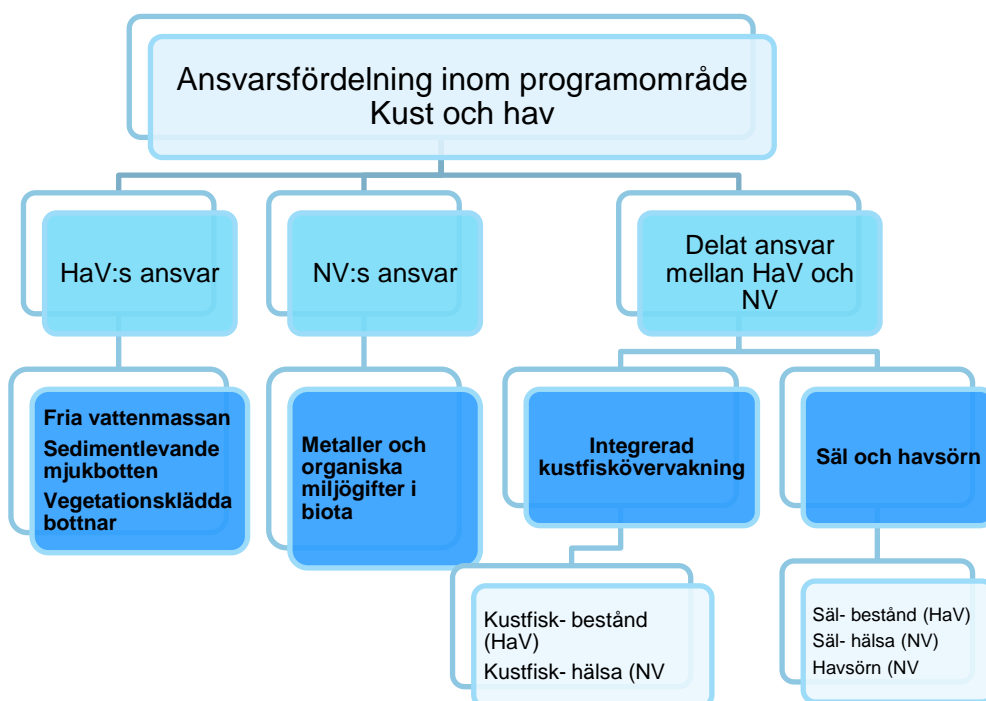 Ansvarsfördelning inom programområde
Kust och hav
HaV:s ansvar
NV:s ansvar
Delat ansvar
mellan HaV och
NV
Fria vattenmassan
Sedimentlevande
mjukbotten
Vegetationsklädda
bottnar
Metaller och
organiska
miljögifter i
biota
Integrerad
kustfiskövervakning
Säl och havsörn
Kustfisk- bestånd
(HaV)
Kustfisk- hälsa (NV
Säl- bestånd (HaV)
Säl- hälsa (NV)
Havsörn (NV